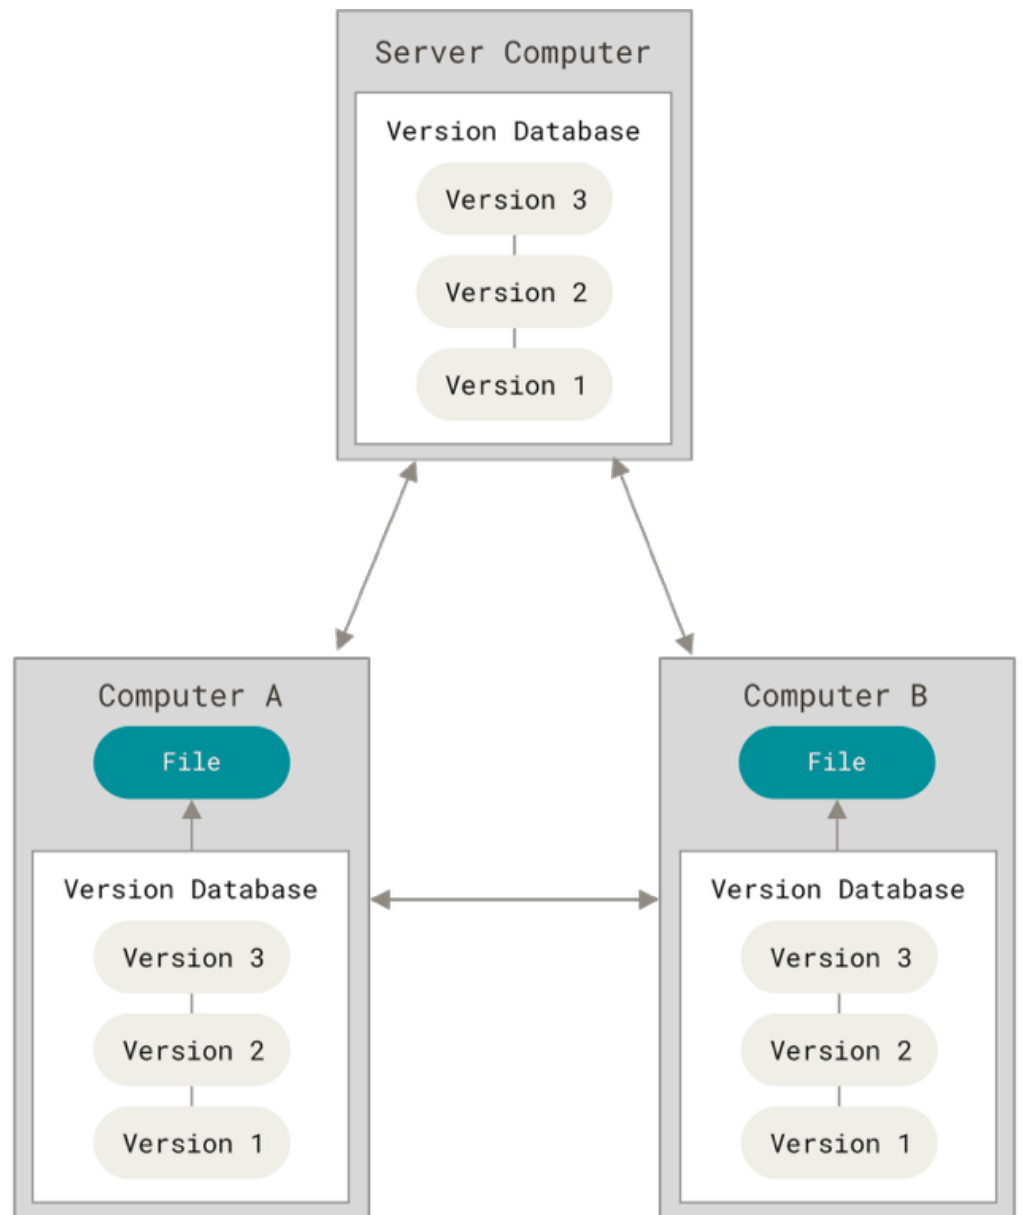 Server Computer
Version Database
Version 3
Version 2
Version 1
Computer A
File
Version Database
Version 3
Version 2
Version 1
Computer B
File
Version Database
Version 3
Version 2
Version 1